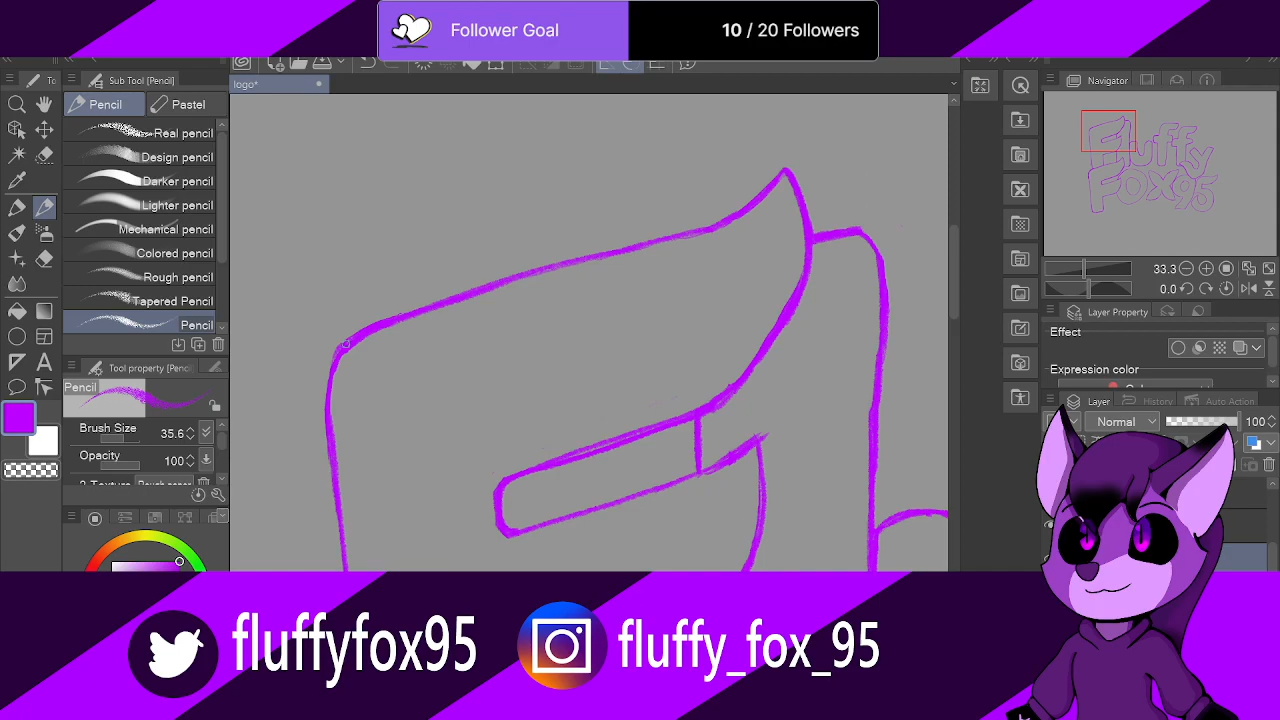 Follower Goal
10 / 20 Followers
Sub Tool [Pencil]
logo*
Navigator
Pencil
Pastel
Real pencil
Design pencil
Darker pencil
Lighter pencil
Mechanical pencil
Colored pencil
Rough pencil
Tapered Pencil
Pencil
Fluffy
Fox95
33.3
0.0
Layer Property
Effect
Expression color
Tool property [Pencil]
Pencil
Brush Size
35.6
Opacity
100
Layer
History
Auto Action
Normal
100
fluffyfox95
fluffy_fox_95